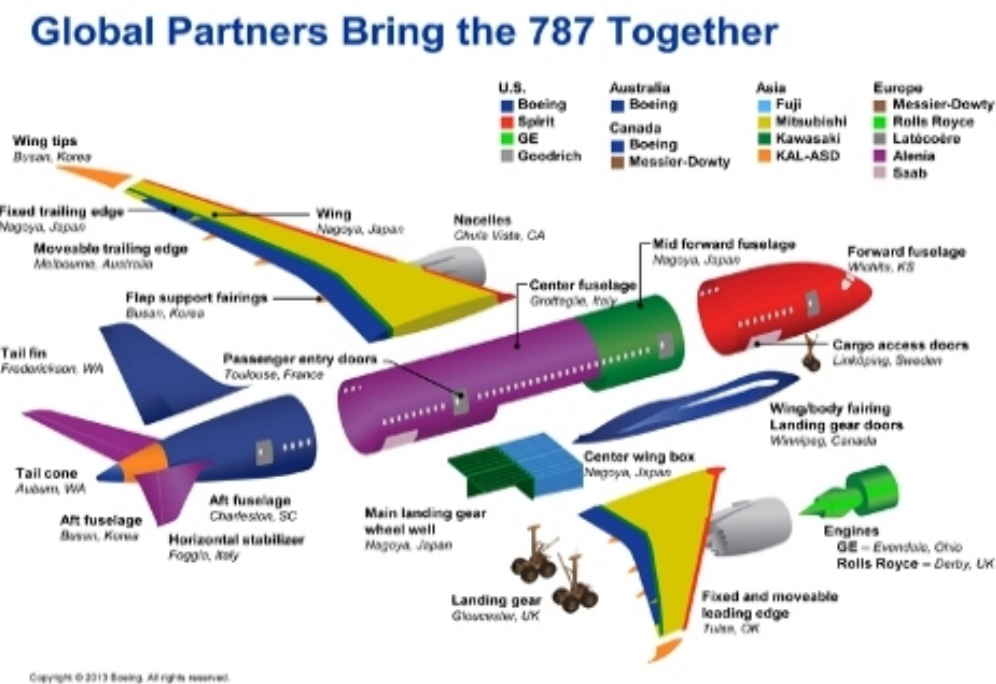 Global Partners Bring the 787 Together
U.S.
Boeing
Spirit
GE
Goodrich
Australia
Boeing
Canada
Boeing
Messier-Dowty
Asia
Fuji
Mitsubishi
Kawasaki
KAL-ASD
Europe
Messier-Dowty
Rolls Royce
Latécoère
Alenia
Saab
Wing tips
Busan, Korea
Fixed trailing edge
Nagoya, Japan
Moveable trailing edge
Melbourne, Australia
Flap support fairings
Busan, Korea
Wing
Nagoya, Japan
Nacelles
Chula Vista, CA
Center fuselage
Grottaglie, Italy
Mid forward fuselage
Nagoya, Japan
Forward fuselage
Wichita, KS
Cargo access doors
Linköping, Sweden
Tail fin
Frederickson, WA
Passenger entry doors
Toulouse, France
Wing/body fairing
Landing gear doors
Winnipeg, Canada
Tail cone
Auburn, WA
Aft fuselage
Busan, Korea
Aft fuselage
Charleston, SC
Horizontal stabilizer
Foggia, Italy
Center wing box
Nagoya, Japan
Main landing gear
wheel well
Nagoya, Japan
Landing gear
Gloucester, UK
Engines
GE – Evendale, Ohio
Rolls Royce – Derby, UK
Fixed and moveable
leading edge
Tulsa, OK
Copyright © 2013 Boeing. All rights reserved.